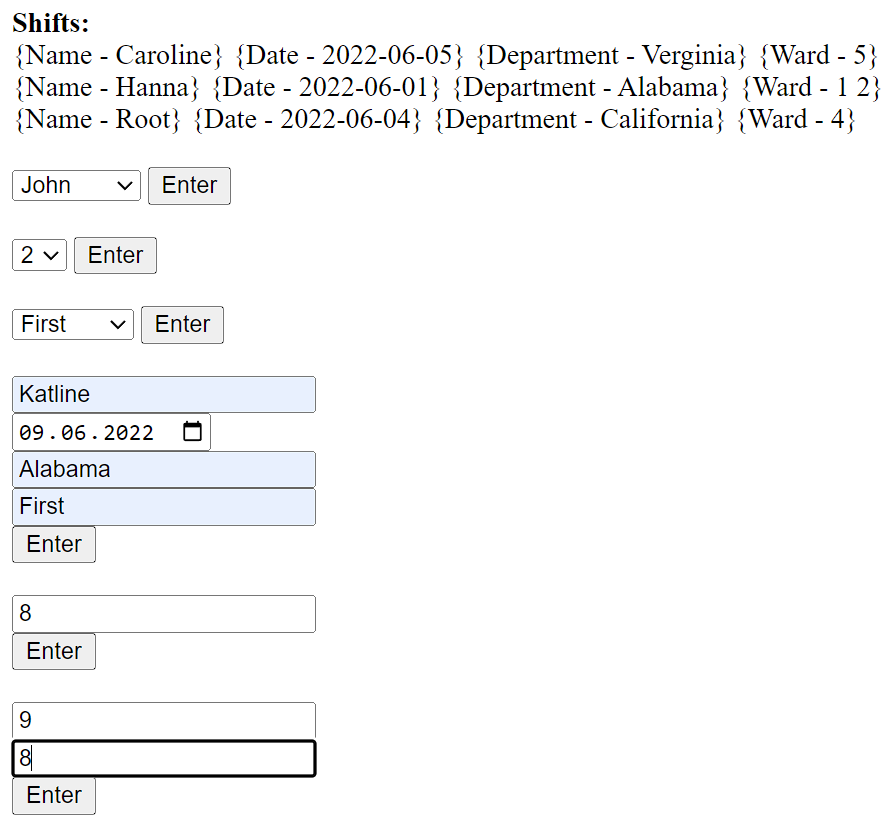 Shifts:
{Name - Caroline} {Date - 2022-06-05} {Department - Verginia} {Ward - 5}
{Name - Hanna} {Date - 2022-06-01} {Department - Alabama} {Ward - 1 2}
{Name - Root} {Date - 2022-06-04} {Department - California} {Ward - 4}
John Enter
2 Enter
First Enter
Katline
09.06.2022
Alabama
First
Enter
8
Enter
9
8
Enter